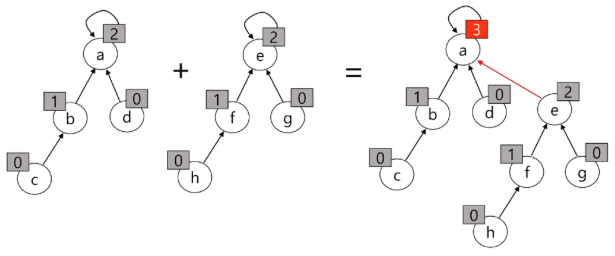 2 2 3
a + e = a
1 0 1 0 1 0 2
b d f g b d e
0 0 0 1 0
c h c f g
0
h